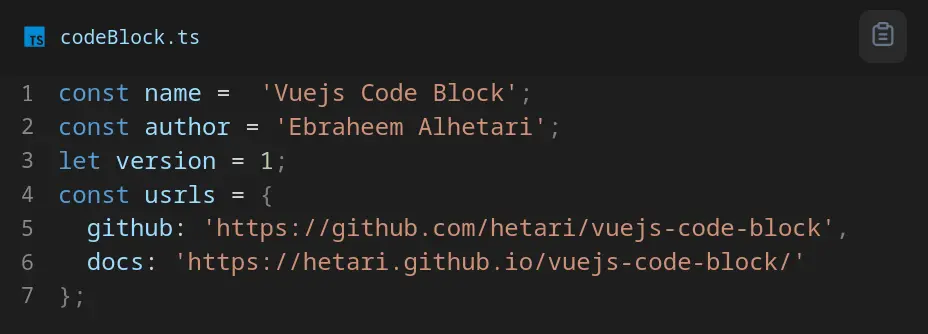 TS codeBlock.ts
1 const name =  'Vuejs Code Block';
2 const author = 'Ebraheem Alhetari';
3 let version = 1;
4 const usrls = {
5   github: 'https://github.com/hetari/vuejs-code-block',
6   docs: 'https://hetari.github.io/vuejs-code-block/'
7 };